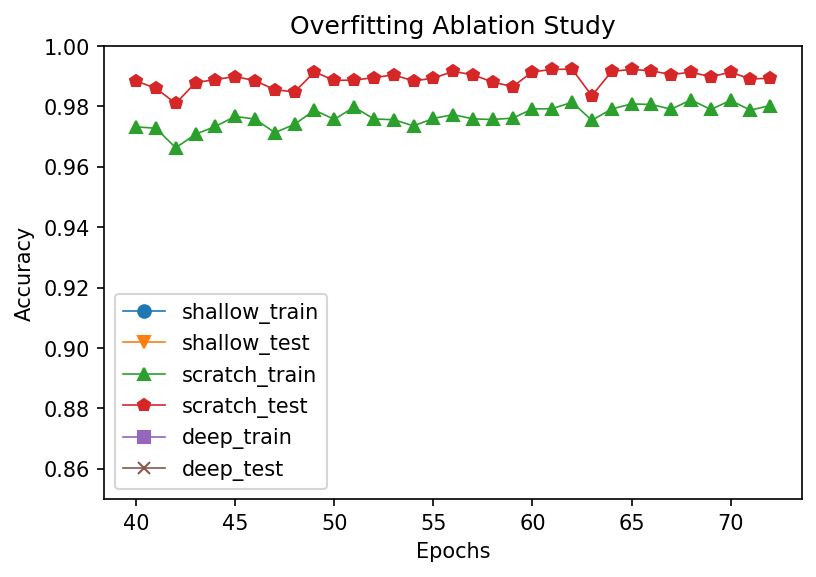 Overfitting Ablation Study
1.00
0.98
0.96
0.94
0.92
0.90
0.88
0.86
Accuracy
shallow_train
shallow_test
scratch_train
scratch_test
deep_train
deep_test
40 45 50 55 60 65 70
Epochs